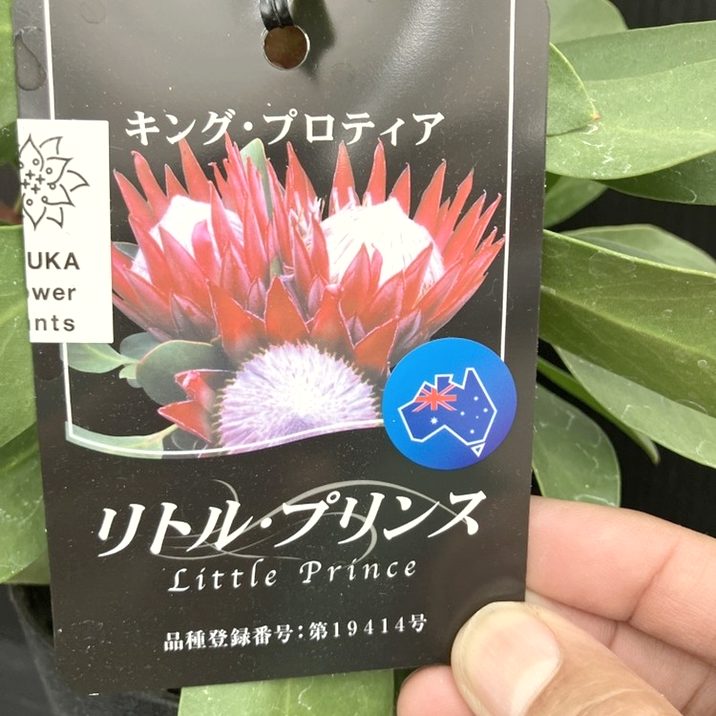 キング・プロティア
UKA
wer
nts
リトル・プリンス
Little Prince
品種登録番号:第19414号